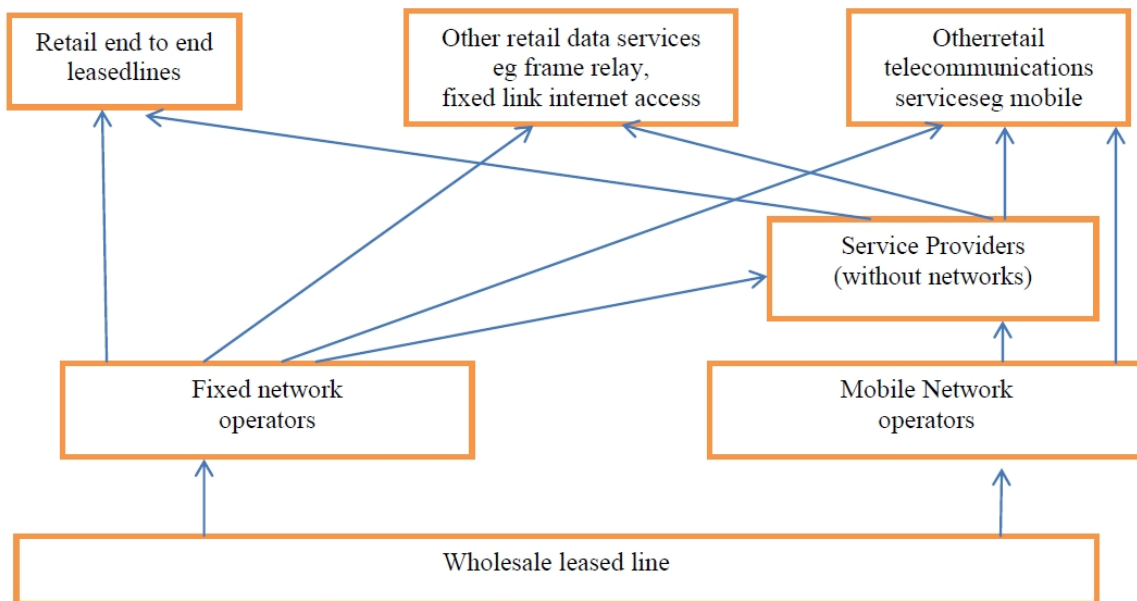 Retail end to end
leasedlines
Other retail data services
eg frame relay,
fixed link internet access
Otherretail
telecommunications
serviceseg mobile
Service Providers
(without networks)
Fixed network
operators
Mobile Network
operators
Wholesale leased line